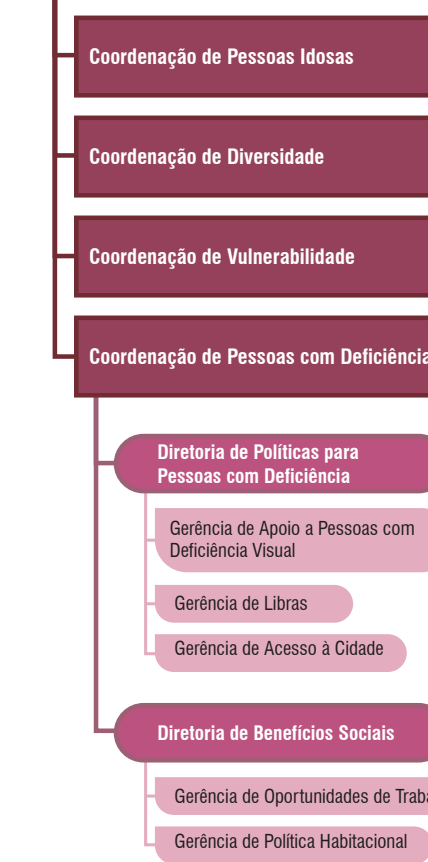 Coordenação de Pessoas Idosas
Coordenação de Diversidade
Coordenação de Vulnerabilidade
Coordenação de Pessoas com Deficiência
Diretoria de Políticas para
Pessoas com Deficiência
Gerência de Apoio a Pessoas com
Deficiência Visual
Gerência de Libras
Gerência de Acesso à Cidade
Diretoria de Benefícios Sociais
Gerência de Oportunidades de
Gerência de Política Habitacional